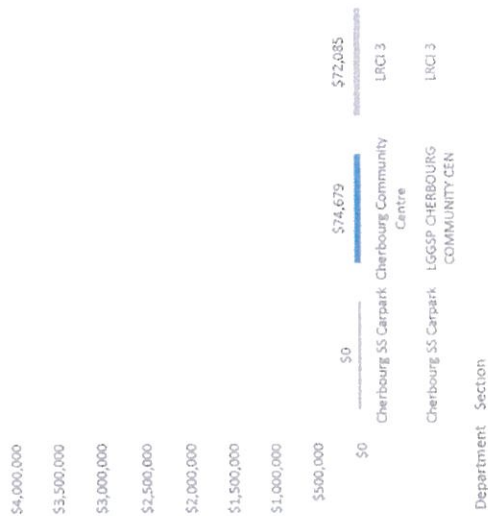 $4,000,000
$3,500,000
$3,000,000
$2,500,000
$2,000,000
$1,500,000
$1,000,000
$500,000
$0
$0
$74,679
$72,085
Cherbourg SS Carpark
Cherbourg Community
Centre
LRCI 3
Cherbourg SS Carpark
LGGSP CHERBOURG
COMMUNITY CEN
LRCI 3
Department Section